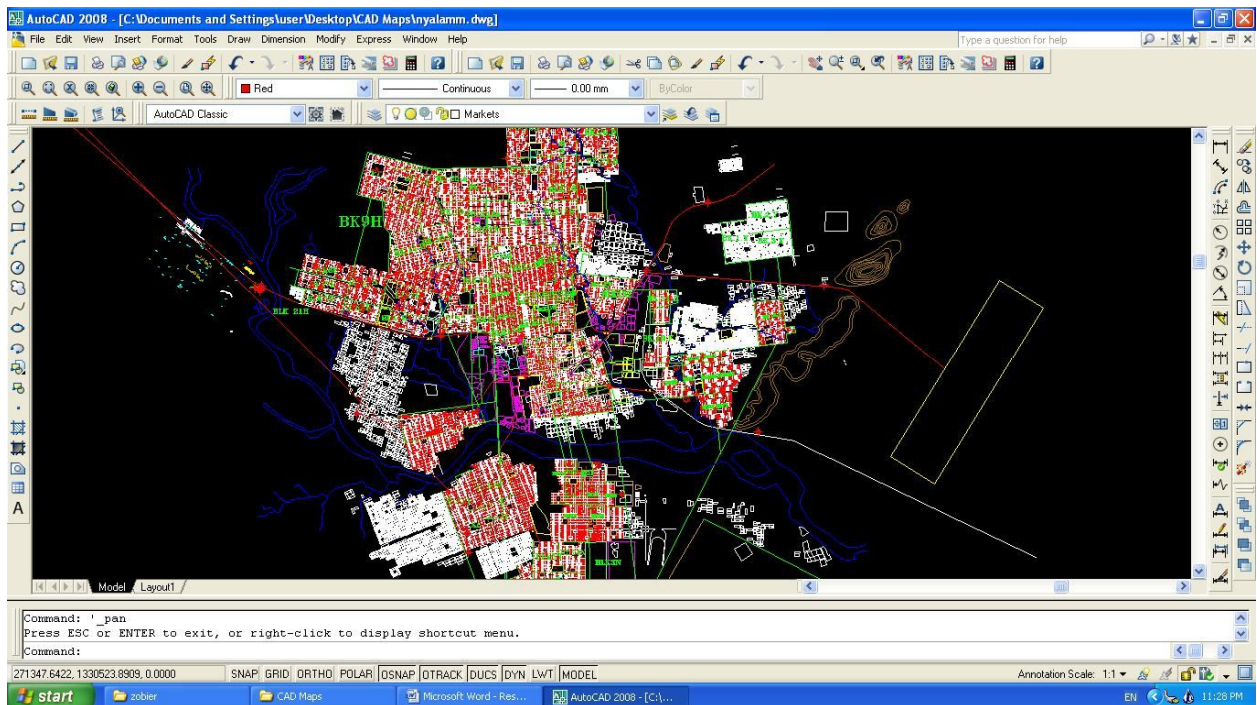 AutoCAD 2008 - [C:\Documents and Settings\user\Desktop\CAD Maps\nyalamm.dwg]
File Edit View Insert Format Tools Draw Dimension Modify Express Window Help
Type a question for help
Red Continuous 0.00 mm ByColor
AutoCAD Classic Markets
BK9H
BLK 21H
BLK3N
Model Layout1
Command: '_pan
Press ESC or ENTER to exit, or right-click to display shortcut menu.
Command:
271347.6422, 1330523.8909, 0.0000 SNAP GRID ORTHO POLAR OSNAP OTRACK DUCS DYN LWT MODEL Annotation Scale: 1:1
start zobier CAD Maps Microsoft Word - Res... AutoCAD 2008 - [C:\... EN 11:28 PM